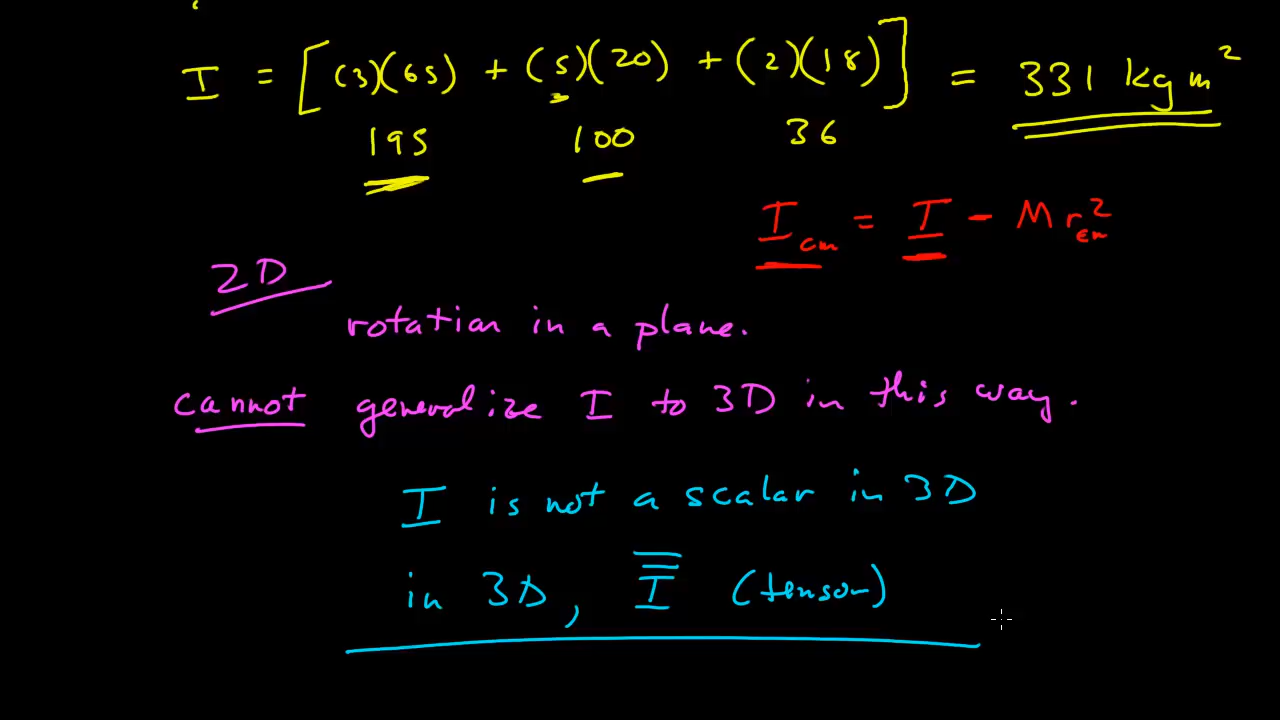 I = [(3)(65) + (5)(20) + (2)(18)] = 331 kg m²
195 100 36
I_cm = I - M r_cm²
2D
rotation in a plane.
cannot generalize I to 3D in this way.
I is not a scalar in 3D
in 3D, I (tensor)